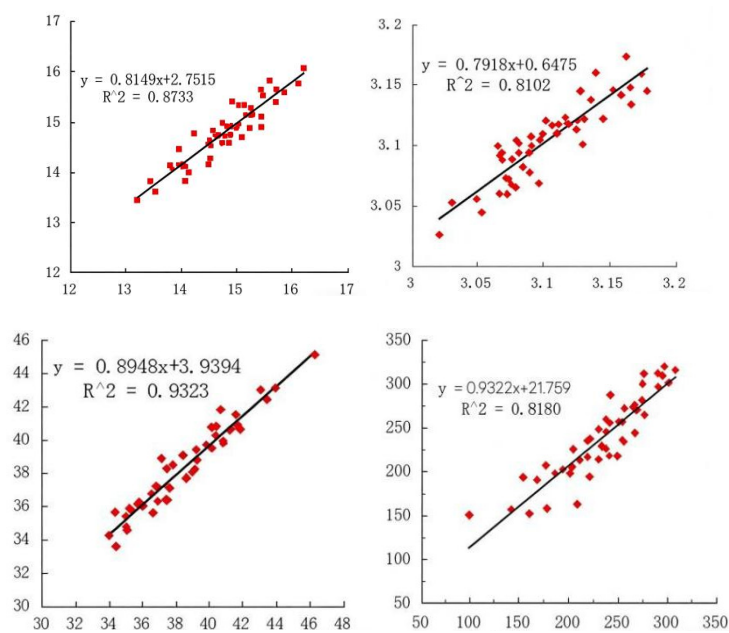 17
16
15
14
13
12
y = 0.8149x+2.7515
R^2 = 0.8733
12 13 14 15 16 17
3.2
3.15
3.1
3.05
3
y = 0.7918x+0.6475
R^2 = 0.8102
3 3.05 3.1 3.15 3.2
46
44
42
40
38
36
34
32
30
y = 0.8948x+3.9394
R^2 = 0.9323
30 32 34 36 38 40 42 44 46 48
350
300
250
200
150
100
50
y = 0.9322x+21.759
R^2 = 0.8180
50 100 150 200 250 300 350